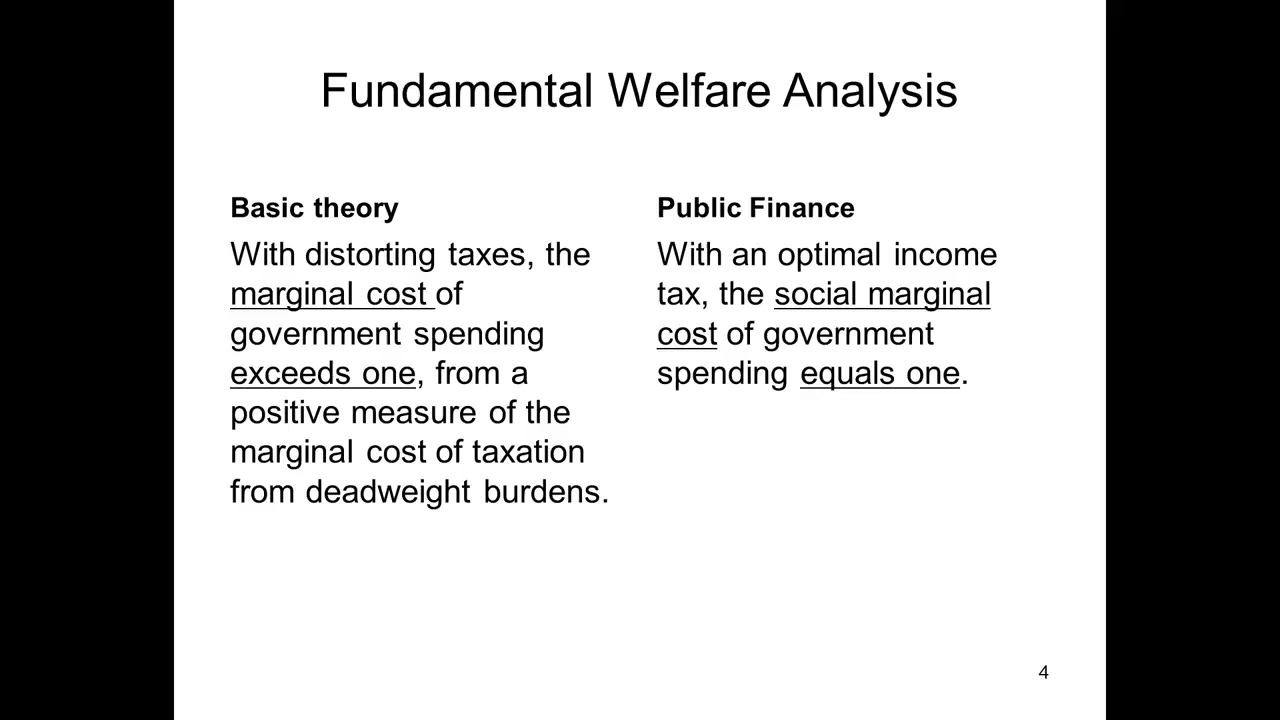 Fundamental Welfare Analysis
Basic theory
With distorting taxes, the
marginal cost of
government spending
exceeds one, from a
positive measure of the
marginal cost of taxation
from deadweight burdens.
Public Finance
With an optimal income
tax, the social marginal
cost of government
spending equals one.
4